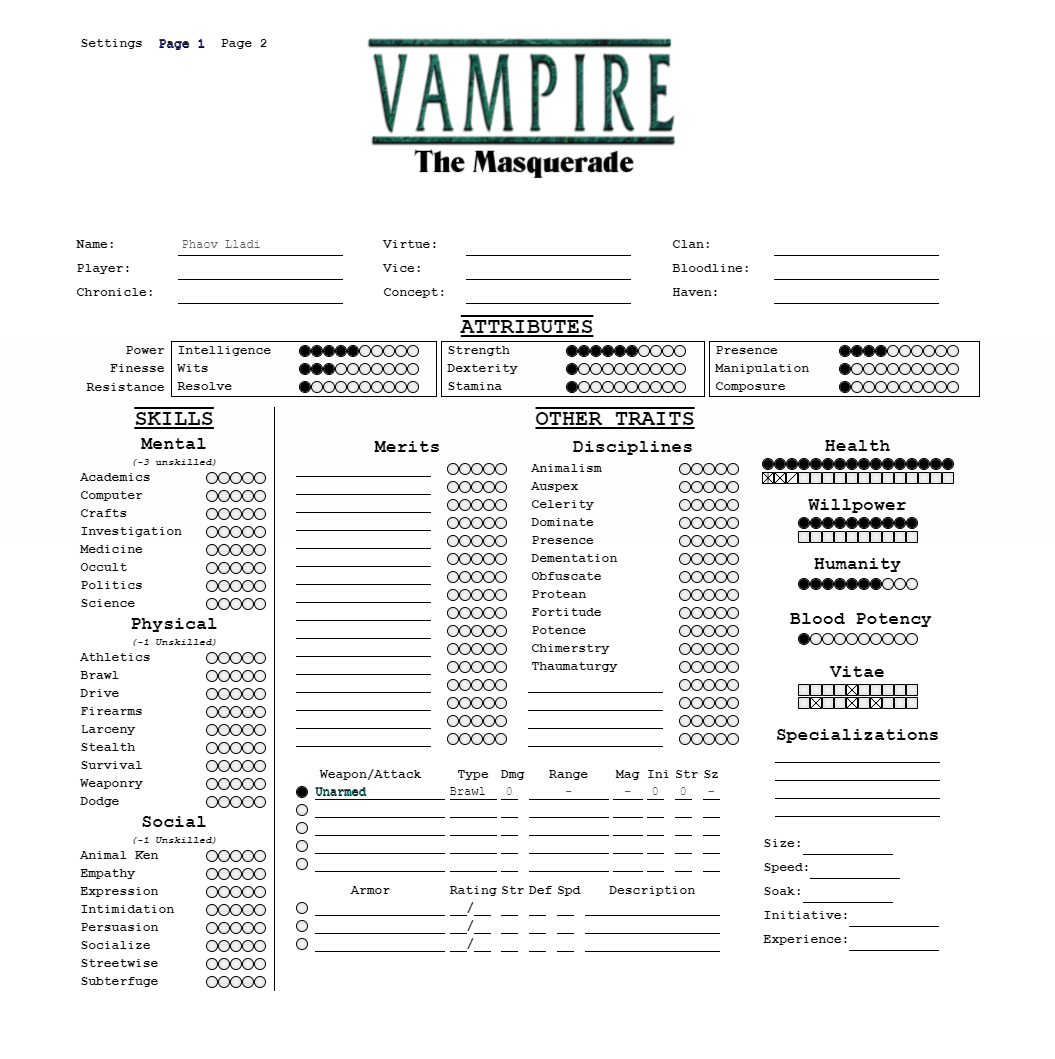 Settings Page 1 Page 2
VAMPIRE
The Masquerade
Name: Phaov Lladi Virtue: Clan:
Player: Vice: Bloodline:
Chronicle: Concept: Haven:
ATTRIBUTES
Power Intelligence Strength Presence
Finesse Wits Dexterity Manipulation
Resistance Resolve Stamina Composure
SKILLS
Mental
(-3 unskilled)
Academics
Computer
Crafts
Investigation
Medicine
Occult
Politics
Science
Physical
(-1 Unskilled)
Athletics
Brawl
Drive
Firearms
Larceny
Stealth
Survival
Weaponry
Dodge
Social
(-1 Unskilled)
Animal Ken
Empathy
Expression
Intimidation
Persuasion
Socialize
Streetwise
Subterfuge
OTHER TRAITS
Merits
Disciplines
Animalism
Auspex
Celerity
Dominate
Presence
Dementation
Obfuscate
Protean
Fortitude
Potence
Chimerstry
Thaumaturgy
Health
Willpower
Humanity
Blood Potency
Vitae
Specializations
Weapon/Attack Type Dmg Range Mag Ini Str Sz
Unarmed Brawl 0 - - 0 0 -
Armor Rating Str Def Spd Description
/
/
/
Size:
Speed:
Soak:
Initiative:
Experience: